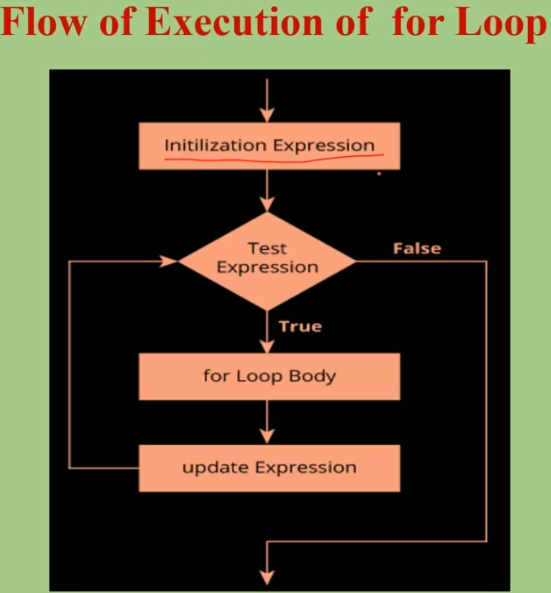 Flow of Execution of for Loop
Initilization Expression
Test
Expression
False
True
for Loop Body
update Expression